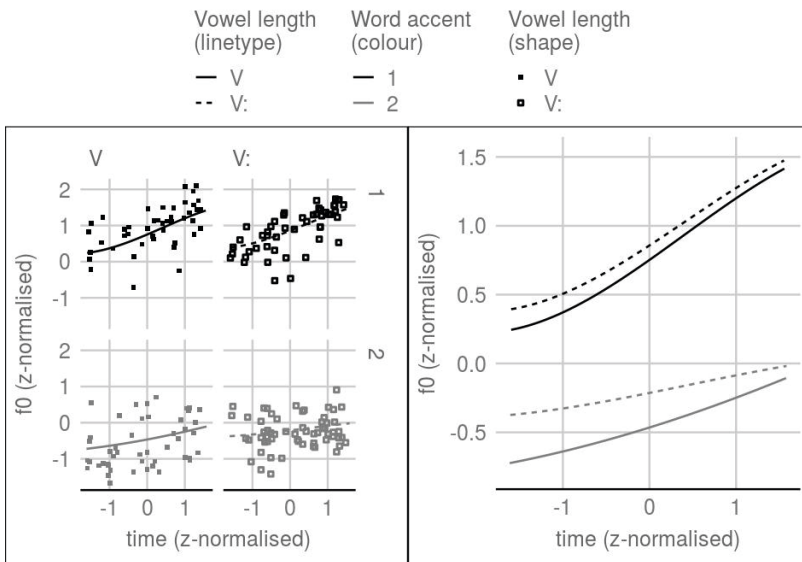 Vowel length
(linetype)
V
V:
Word accent
(colour)
1
2
Vowel length
(shape)
V
V:
V
V:
1
2
f0 (z-normalised)
2
1
0
-1
2
1
0
-1
-1 0 1
-1 0 1
time (z-normalised)
f0 (z-normalised)
1.5
1.0
0.5
0.0
-0.5
-1 0 1
time (z-normalised)